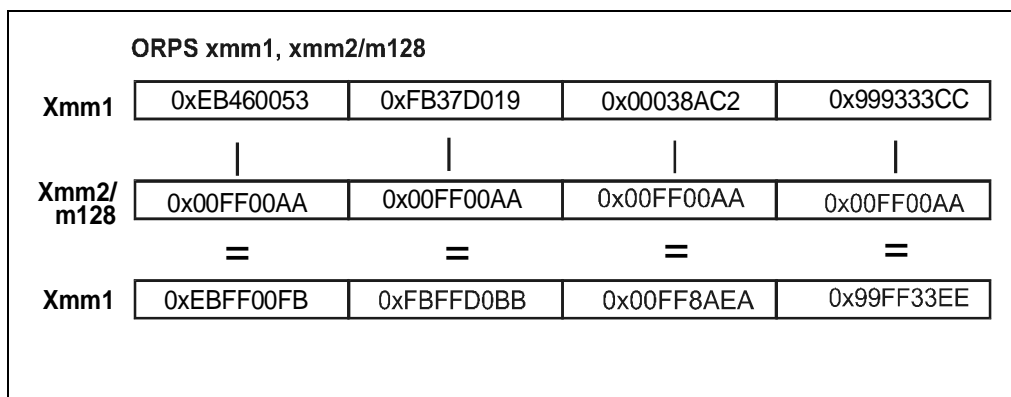 ORPS xmm1, xmm2/m128
Xmm1 0xEB460053 0xFB37D019 0x00038AC2 0x999333CC
| | | |
Xmm2/
m128 0x00FF00AA 0x00FF00AA 0x00FF00AA 0x00FF00AA
= = = =
Xmm1 0xEBFF00FB 0xFBFFD0BB 0x00FF8AEA 0x99FF33EE